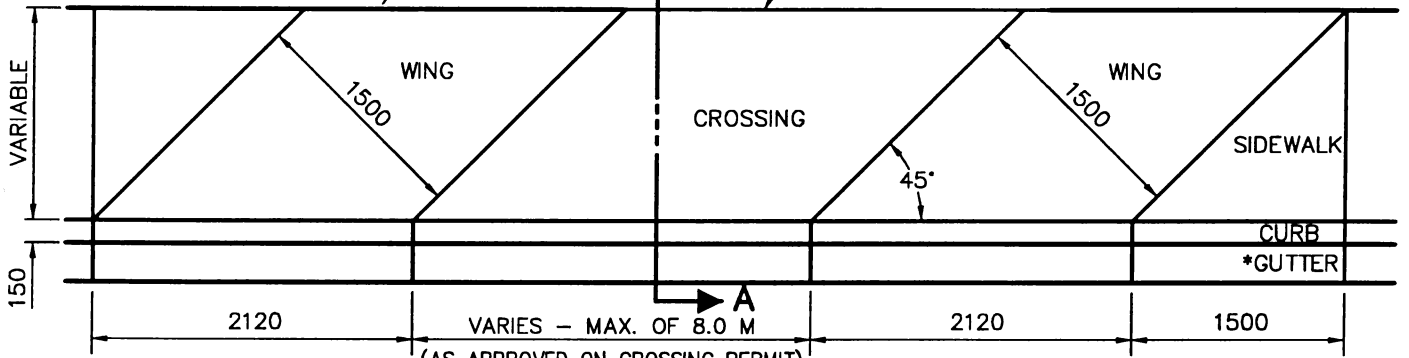 VARIABLE
1500
WING
CROSSING
45°
WING
1500
SIDEWALK
CURB
*GUTTER
150
A
2120
VARIES – MAX. OF 8.0 M
(AS APPROVED ON CROSSING PERMIT)
2120
1500